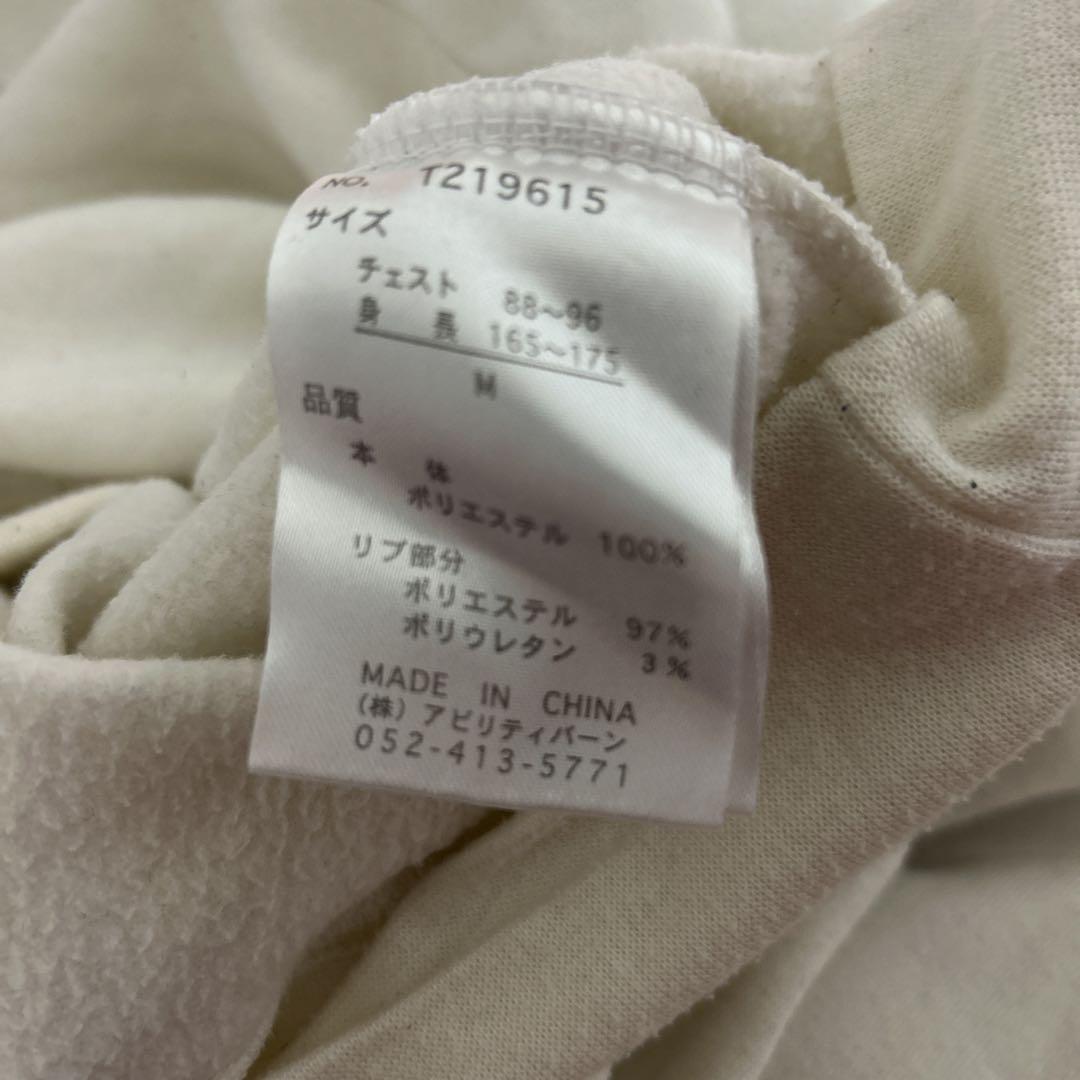 NO. T219615
サイズ
チェスト 88~96
身 長 165~175
M
品質
本 体
ポリエステル 100%
リブ部分
ポリエステル 97%
ポリウレタン 3%
MADE IN CHINA
(株) アビリティバーン
052-413-5771